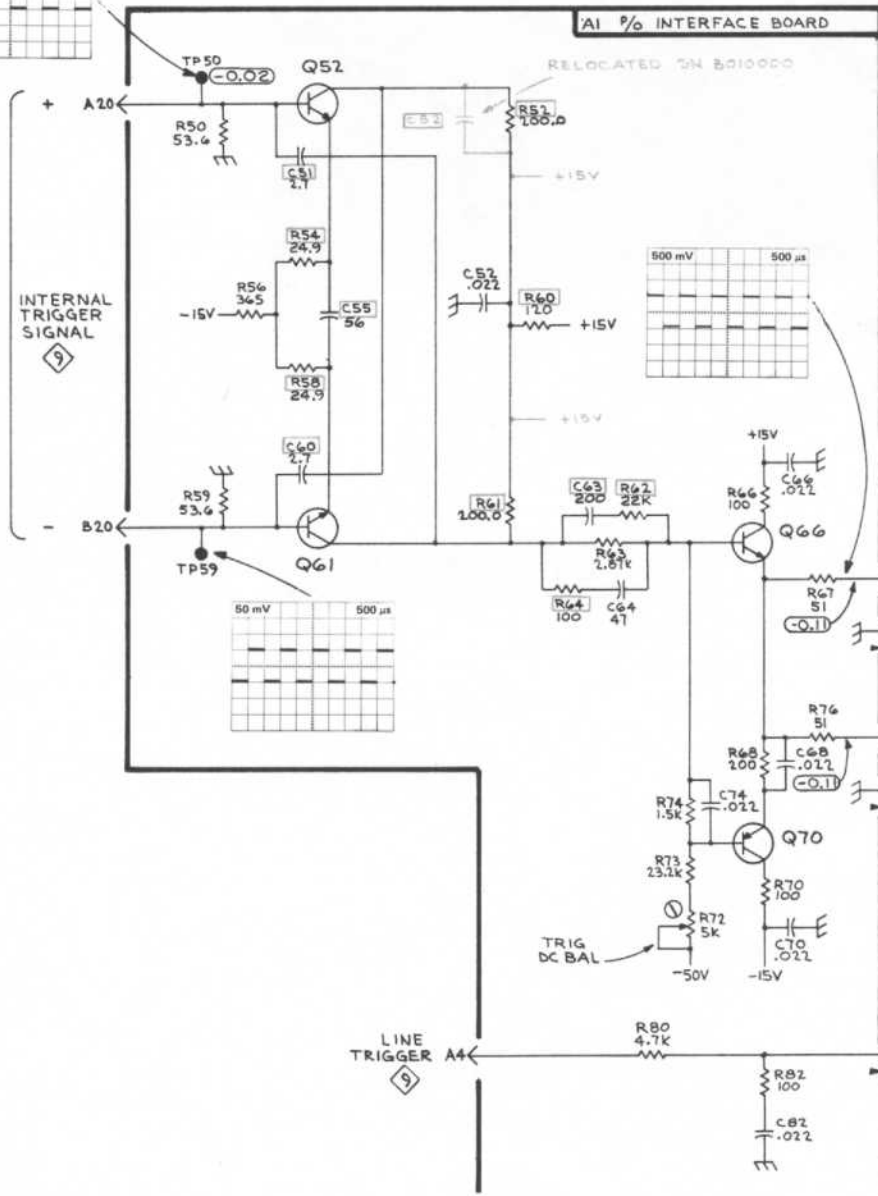 A1 P/O INTERFACE BOARD
TP50
-0.02
Q52
RELOCATED SN B010000
+ A20
R50
53.6
C51
2.7
C52
R52
200.0
+15V
R54
24.9
R56
365
-15V
C55
56
R58
24.9
C52
.022
R60
120
+15V
500 mV 500 µs
INTERNAL
TRIGGER
SIGNAL
9
+15V
C60
2.7
R59
53.6
- B20
TP59
Q61
R61
200.0
C63
200
R62
22K
R63
2.87K
R64
100
C64
47
+15V
C66
.022
R66
100
Q66
R67
51
-0.11
50 mV 500 µs
R76
51
R68
200
C68
.022
-0.11
R74
1.5K
C74
.022
Q70
R73
23.2K
R70
100
R72
5K
C70
.022
TRIG
DC BAL
-50V
-15V
LINE
TRIGGER A4
9
R80
4.7K
R82
100
C82
.022